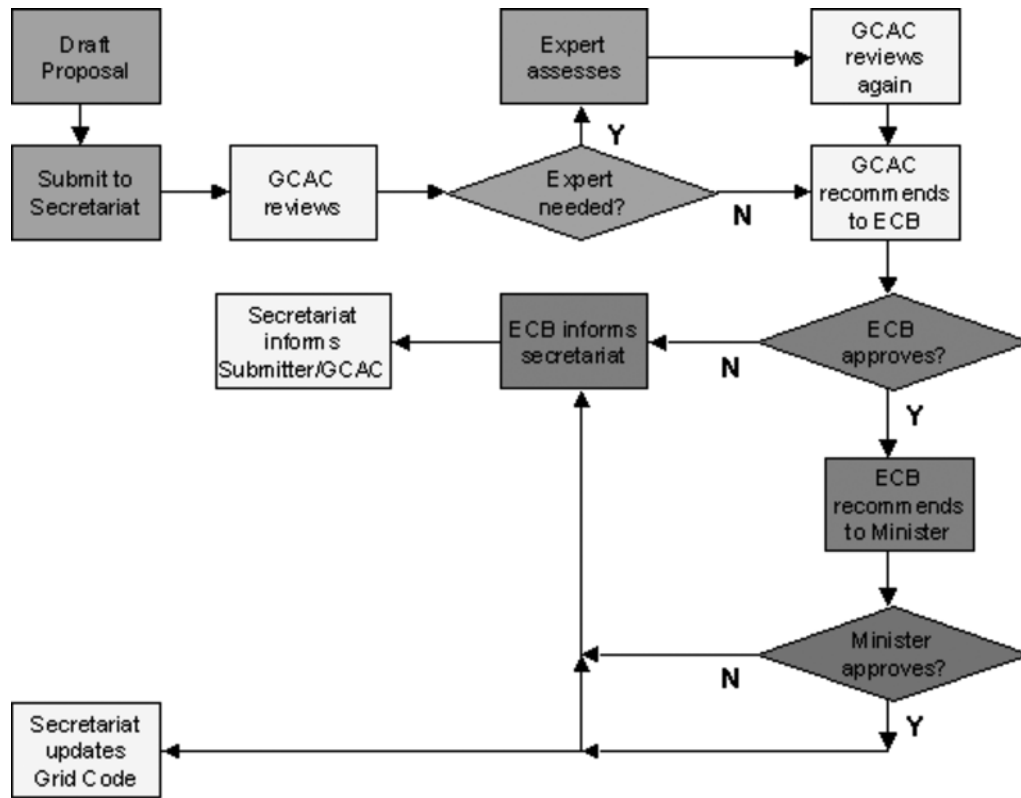 Draft
Proposal
Expert
assesses
GCAC
reviews
again
Y
Submit to
Secretariat
GCAC
reviews
Expert
needed?
N
GCAC
recommends
to ECB
Secretariat
informs
Submitter/GCAC
ECB informs
secretariat
N
ECB
approves?
Y
ECB
recommends
to Minister
Minister
approves?
N
Y
Secretariat
updates
Grid Code